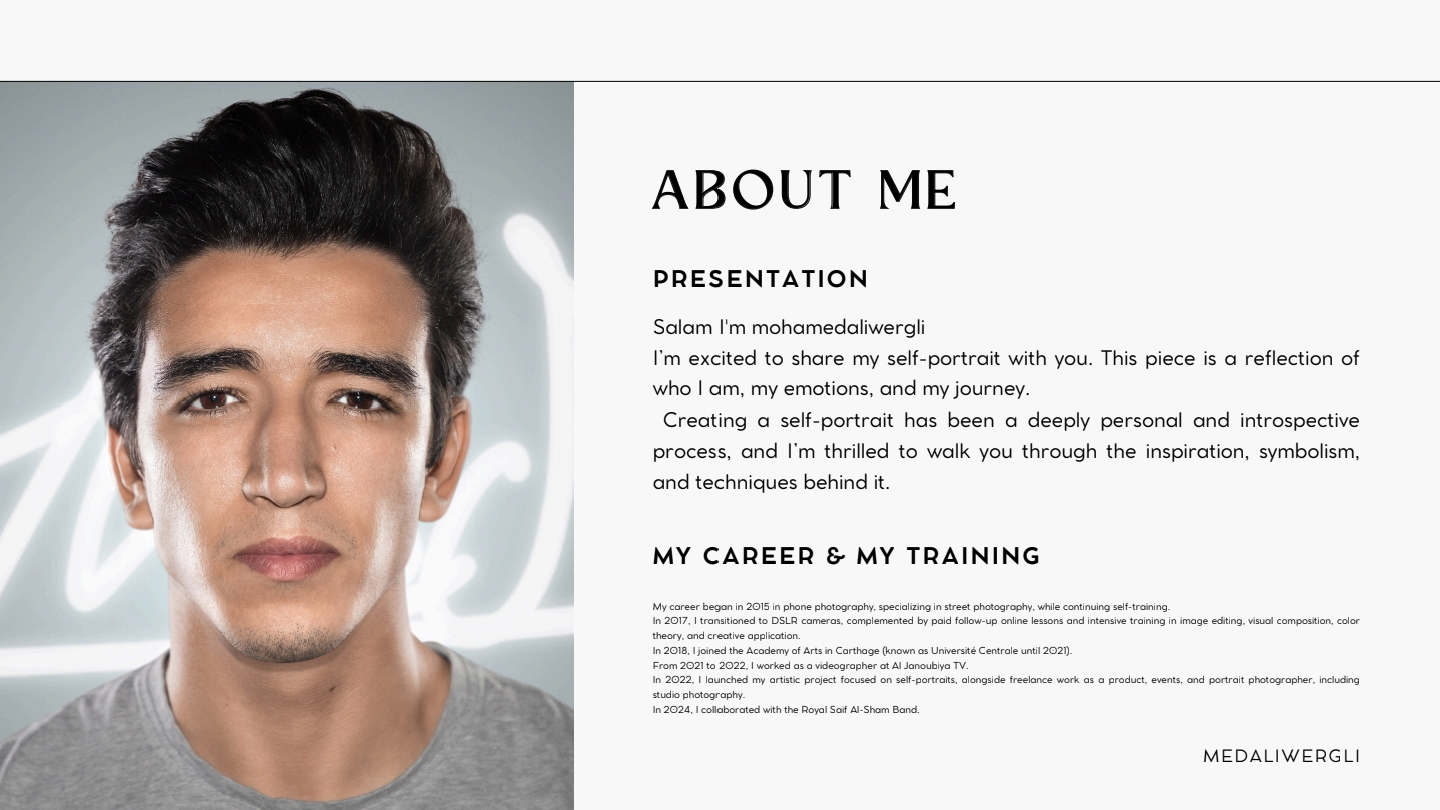 ABOUT ME
PRESENTATION
Salam I'm mohamedaliwergli
I’m excited to share my self-portrait with you. This piece is a reflection of
who I am, my emotions, and my journey.
Creating a self-portrait has been a deeply personal and introspective
process, and I’m thrilled to walk you through the inspiration, symbolism,
and techniques behind it.
MY CAREER & MY TRAINING
My career began in 2015 in phone photography, specializing in street photography, while continuing self-training.
In 2017, I transitioned to DSLR cameras, complemented by paid follow-up online lessons and intensive training in image editing, visual composition, color
theory, and creative application.
In 2018, I joined the Academy of Arts in Carthage (known as Université Centrale until 2021).
From 2021 to 2022, I worked as a videographer at Al Janoubiya TV.
In 2022, I launched my artistic project focused on self-portraits, alongside freelance work as a product, events, and portrait photographer, including
studio photography.
In 2024, I collaborated with the Royal Saif Al-Sham Band.
MEDALIWERGLI